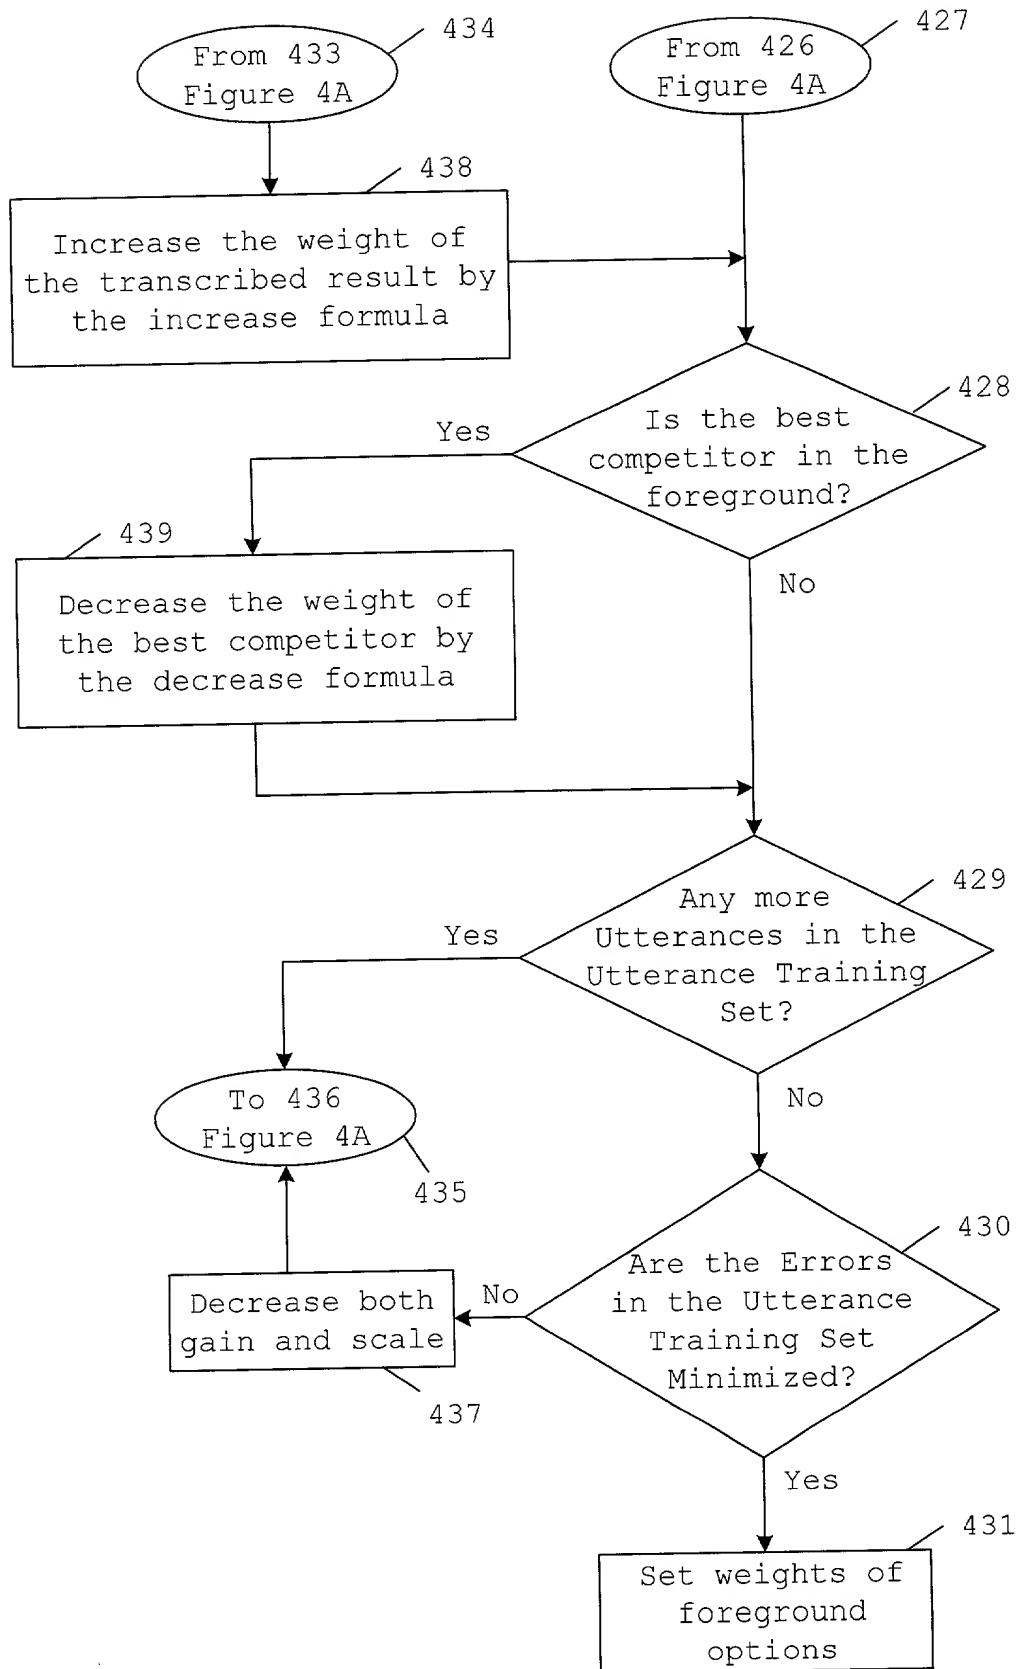 From 433
Figure 4A
434
From 426
Figure 4A
427
438
Increase the weight of
the transcribed result by
the increase formula
428
Is the best
competitor in the
foreground?
Yes
No
439
Decrease the weight of
the best competitor by
the decrease formula
429
Any more
Utterances in the
Utterance Training
Set?
Yes
No
To 436
Figure 4A
435
430
Are the Errors
in the Utterance
Training Set
Minimized?
No
Decrease both
gain and scale
437
Yes
431
Set weights of
foreground
options